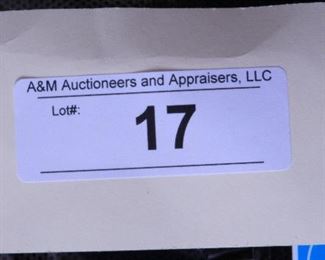 A&M Auctioneers and Appraisers, LLC
Lot#:
17